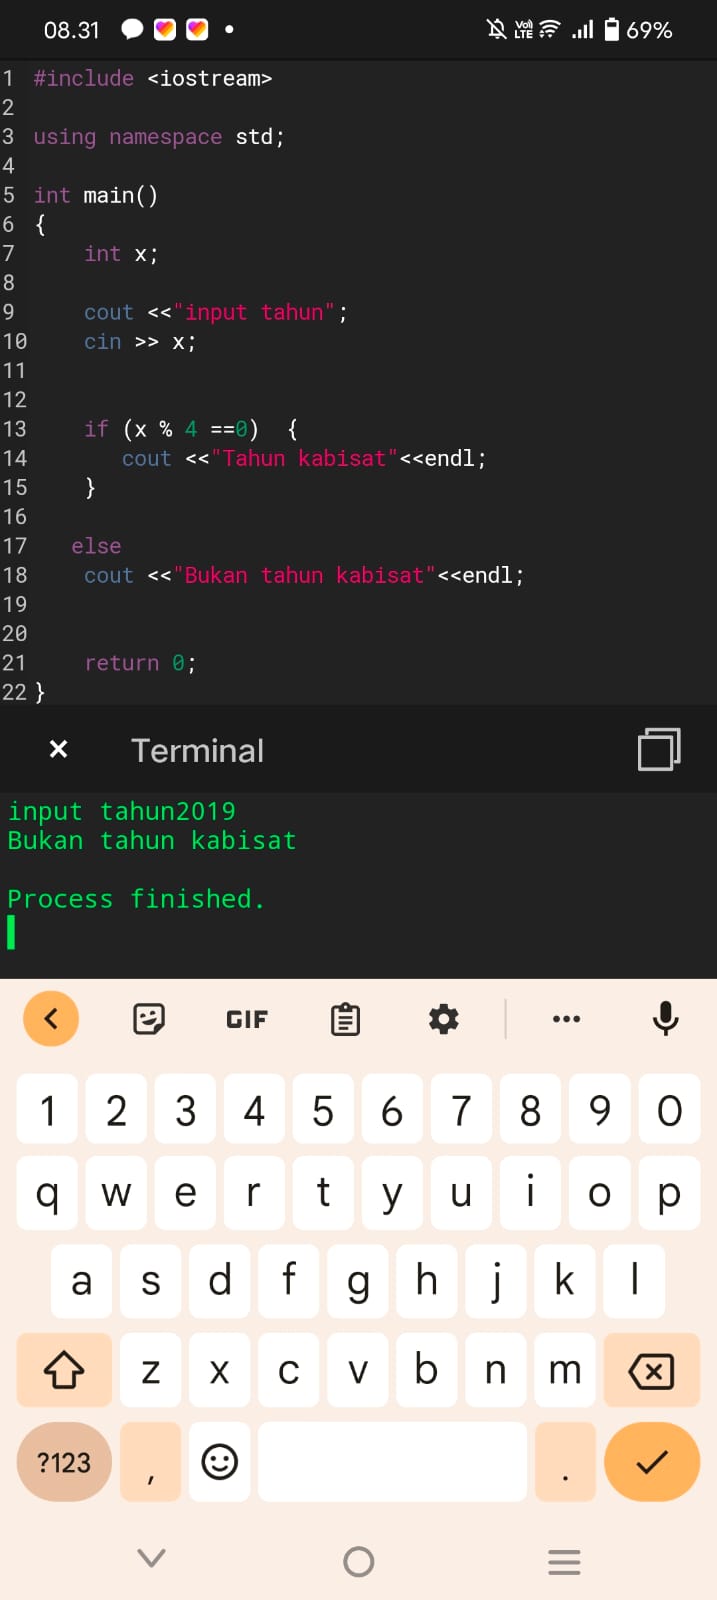 08.31 Vo) LTE 69%
1 #include <iostream>
2
3 using namespace std;
4
5 int main()
6 {
7     int x;
8
9     cout <<"input tahun";
10     cin >> x;
11
12
13     if (x % 4 ==0)  {
14        cout <<"Tahun kabisat"<<endl;
15     }
16
17    else
18     cout <<"Bukan tahun kabisat"<<endl;
19
20
21     return 0;
22 }
× Terminal
input tahun2019
Bukan tahun kabisat
Process finished.
GIF
1 2 3 4 5 6 7 8 9 0
q w e r t y u i o p
a s d f g h j k l
z x c v b n m
?123 , .